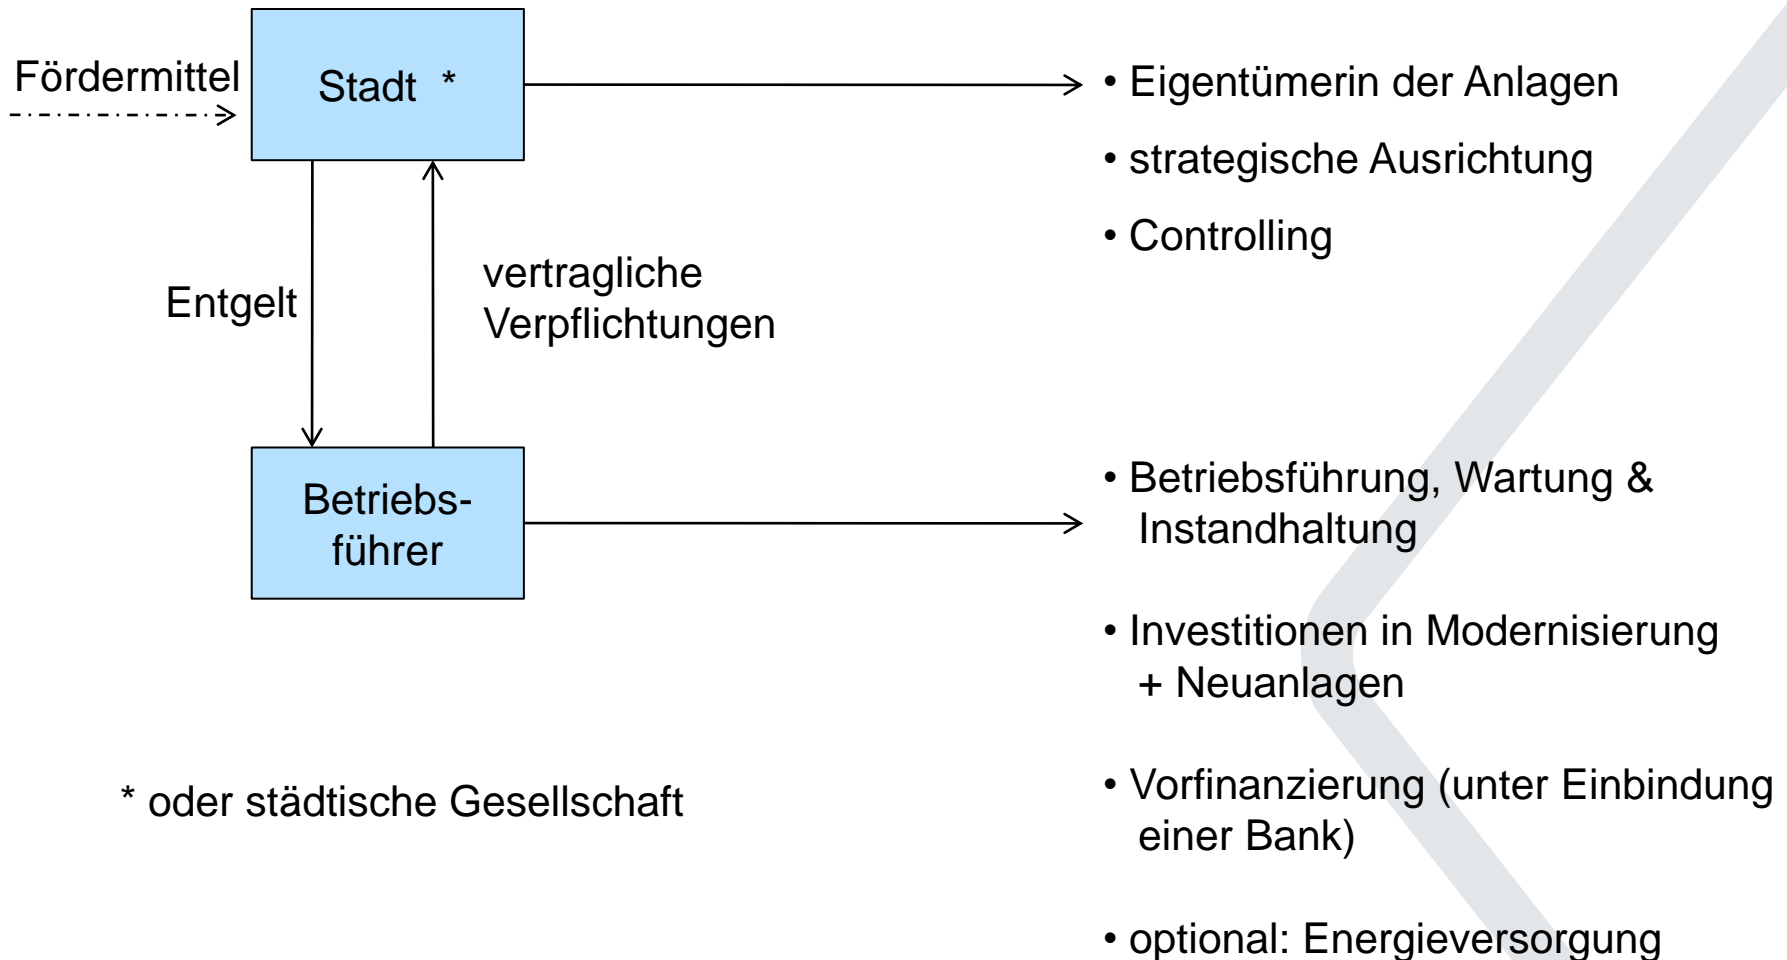 Fördermittel
Stadt *
• Eigentümerin der Anlagen
• strategische Ausrichtung
• Controlling
Entgelt
vertragliche
Verpflichtungen
Betriebs-
führer
• Betriebsführung, Wartung &
Instandhaltung
• Investitionen in Modernisierung
+ Neuanlagen
• Vorfinanzierung (unter Einbindung
einer Bank)
• optional: Energieversorgung
* oder städtische Gesellschaft